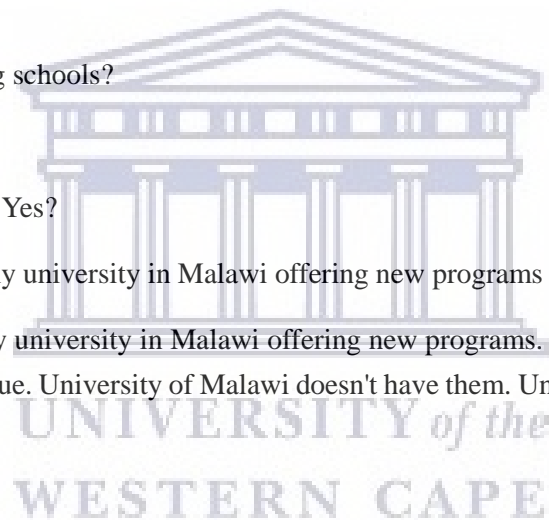 g schools?
Yes?
y university in Malawi offering new programs
y university in Malawi offering new programs.
ue. University of Malawi doesn't have them. Un
UNIVERSITY of the
WESTERN CAPE